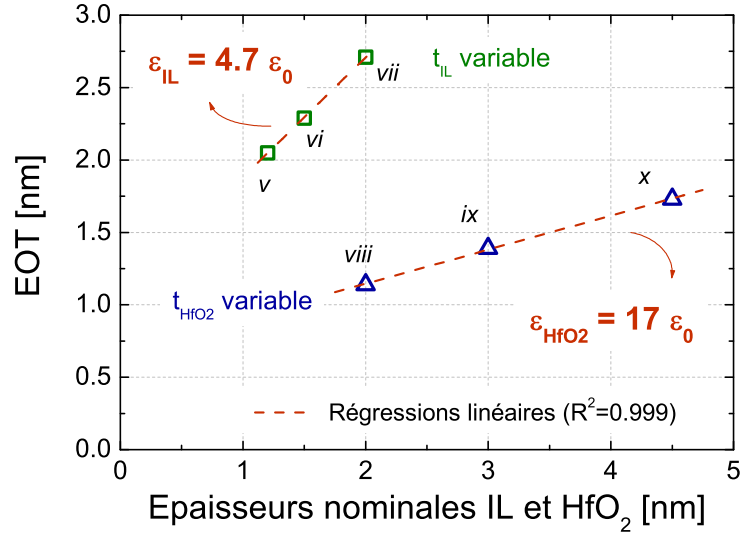 3.0
2.5
2.0
1.5
1.0
0.5
0.0
EOT [nm]
ε_IL = 4.7 ε_0
t_IL variable
vii
vi
v
x
ix
viii
t_HfO2 variable
ε_HfO2 = 17 ε_0
Régressions linéaires (R²=0.999)
0 1 2 3 4 5
Epaisseurs nominales IL et HfO₂ [nm]